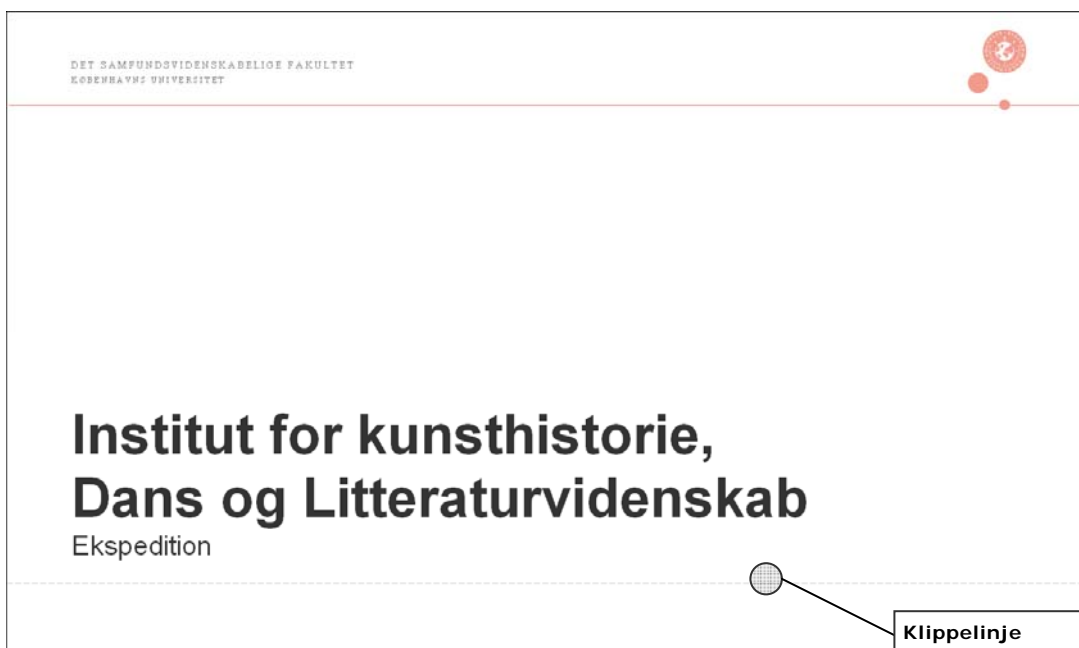 DET SAMFUNDSVIDENSKABELIGE FAKULTET
KØBENHAVNS UNIVERSITET
Institut for kunsthistorie,
Dans og Litteraturvidenskab
Ekspedition
Klippelinje